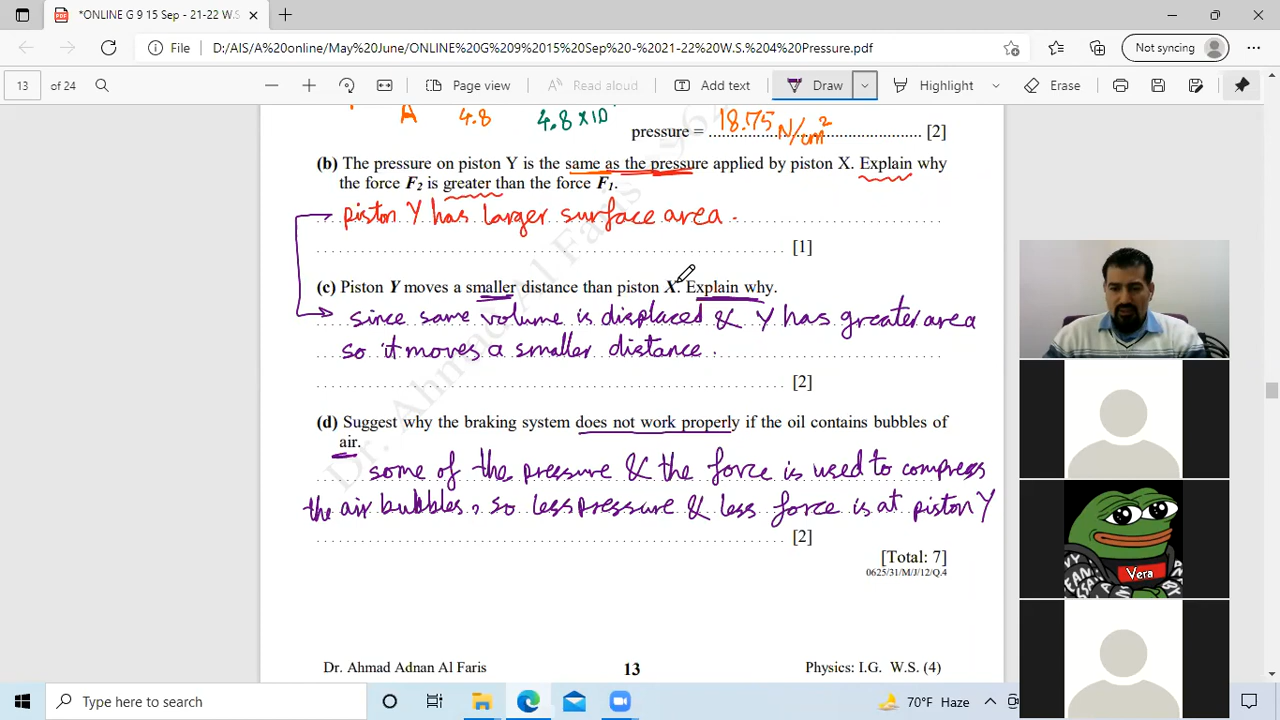 *ONLINE G 9 15 Sep - 21-22 W.S.
File D:/AIS/A%20online/May%20June/ONLINE%20G%209%2015%20Sep%20-%2021-22%20W.S.%204%20Pressure.pdf Not syncing
13 of 24 Page view Read aloud Add text Draw Highlight Erase
A 4.8 4.8 × 10
pressure = 18.75 N/cm² [2]
(b) The pressure on piston Y is the same as the pressure applied by piston X. Explain why
the force F2 is greater than the force F1.
piston Y has larger surface area.
[1]
(c) Piston Y moves a smaller distance than piston X. Explain why.
since same volume is displaced & Y has greater area
so it moves a smaller distance.
[2]
(d) Suggest why the braking system does not work properly if the oil contains bubbles of
air.
some of the pressure & the force is used to compress
the air bubbles, so less pressure & less force is at piston Y
[2]
[Total: 7]
0625/31/M/J/12/Q.4
Dr. Ahmad Adnan Al Faris 13 Physics: I.G. W.S. (4)
Vera
Type here to search 70°F Haze